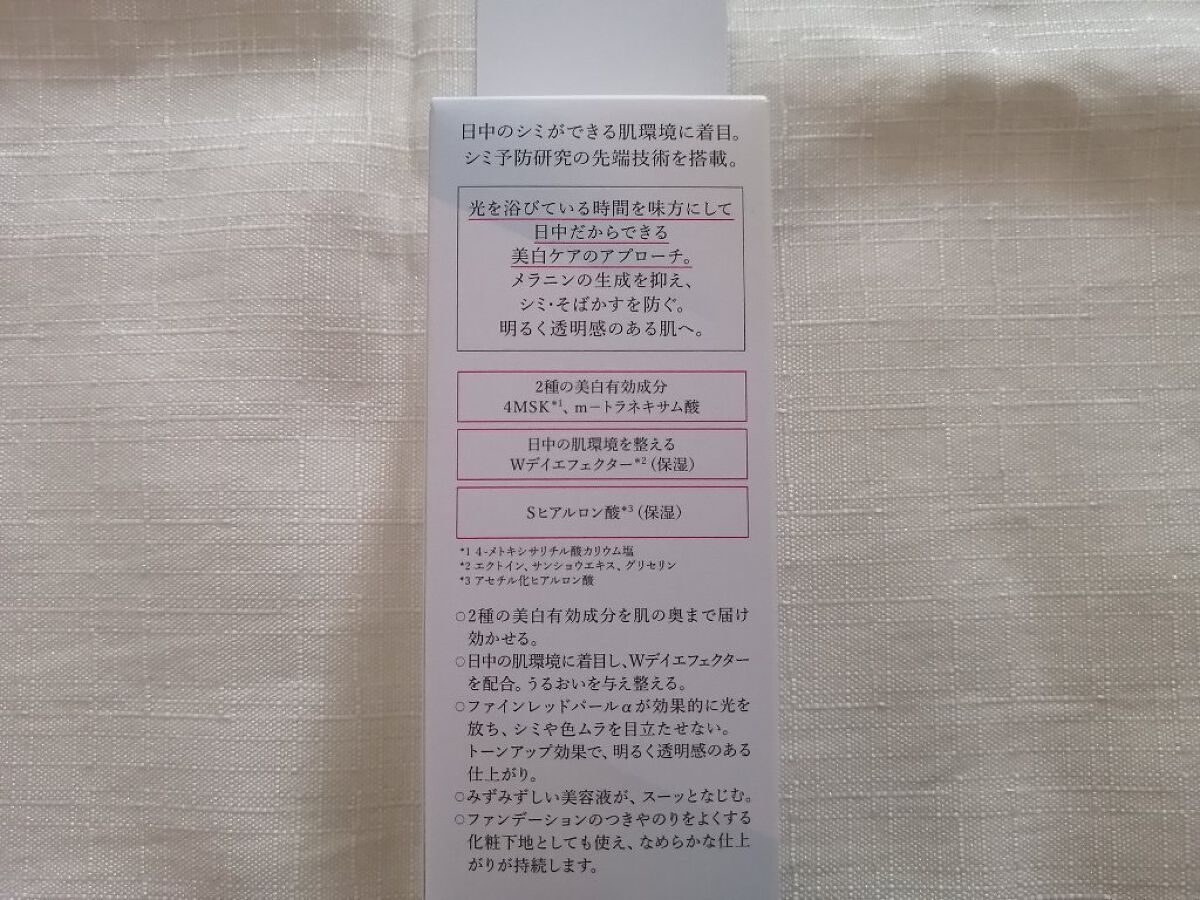 日中のシミができる肌環境に着目。
シミ予防研究の先端技術を搭載。
光を浴びている時間を味方にして
日中だからできる
美白ケアのアプローチ。
メラニンの生成を抑え、
シミ・そばかすを防ぐ。
明るく透明感のある肌へ。
2種の美白有効成分
4MSK*1、m－トラネキサム酸
日中の肌環境を整える
Wデイエフェクター*2（保湿）
Sヒアルロン酸*3（保湿）
*1 4-メトキシサリチル酸カリウム塩
*2 エクトイン、サンショウエキス、グリセリン
*3 アセチル化ヒアルロン酸
○2種の美白有効成分を肌の奥まで届け
効かせる。
○日中の肌環境に着目し、Wデイエフェクター
を配合。うるおいを与え整える。
○ファインレッドパールαが効果的に光を
放ち、シミや色ムラを目立たせない。
トーンアップ効果で、明るく透明感のある
仕上がり。
○みずみずしい美容液が、スーッとなじむ。
○ファンデーションのつきやのりをよくする
化粧下地としても使え、なめらかな仕上
がりが持続します。